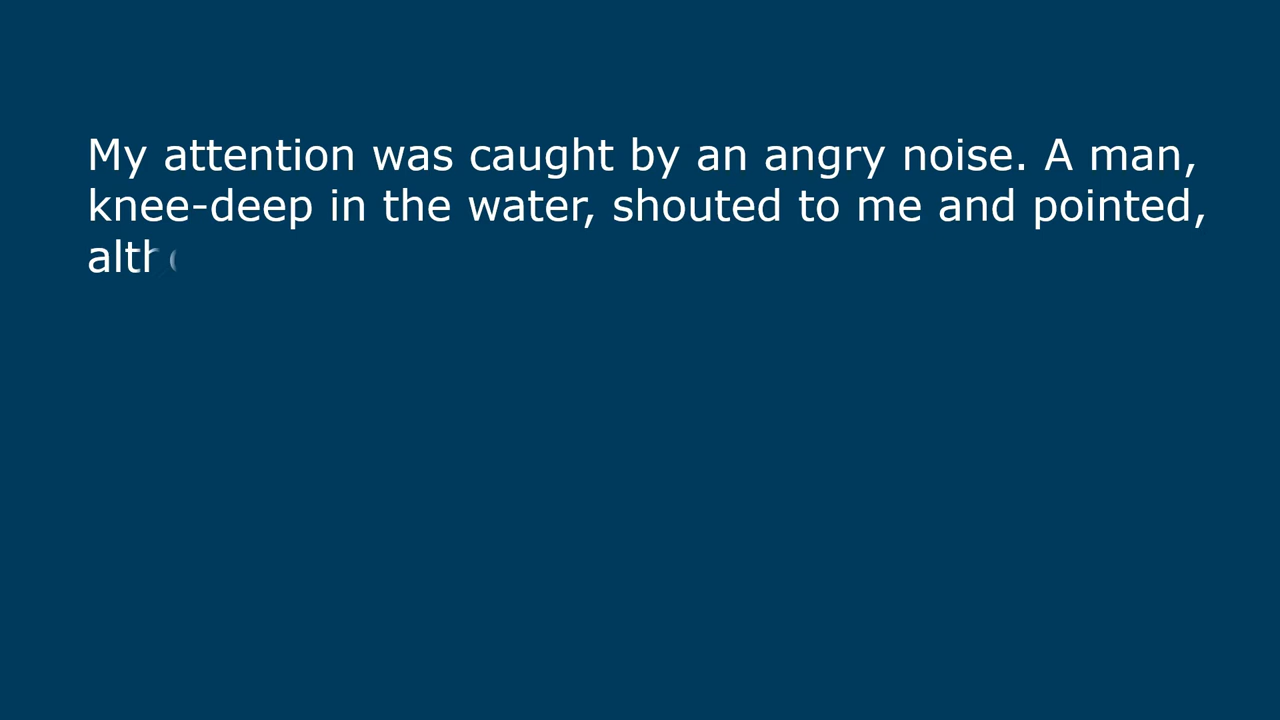 My attention was caught by an angry noise. A man,
knee-deep in the water, shouted to me and pointed,